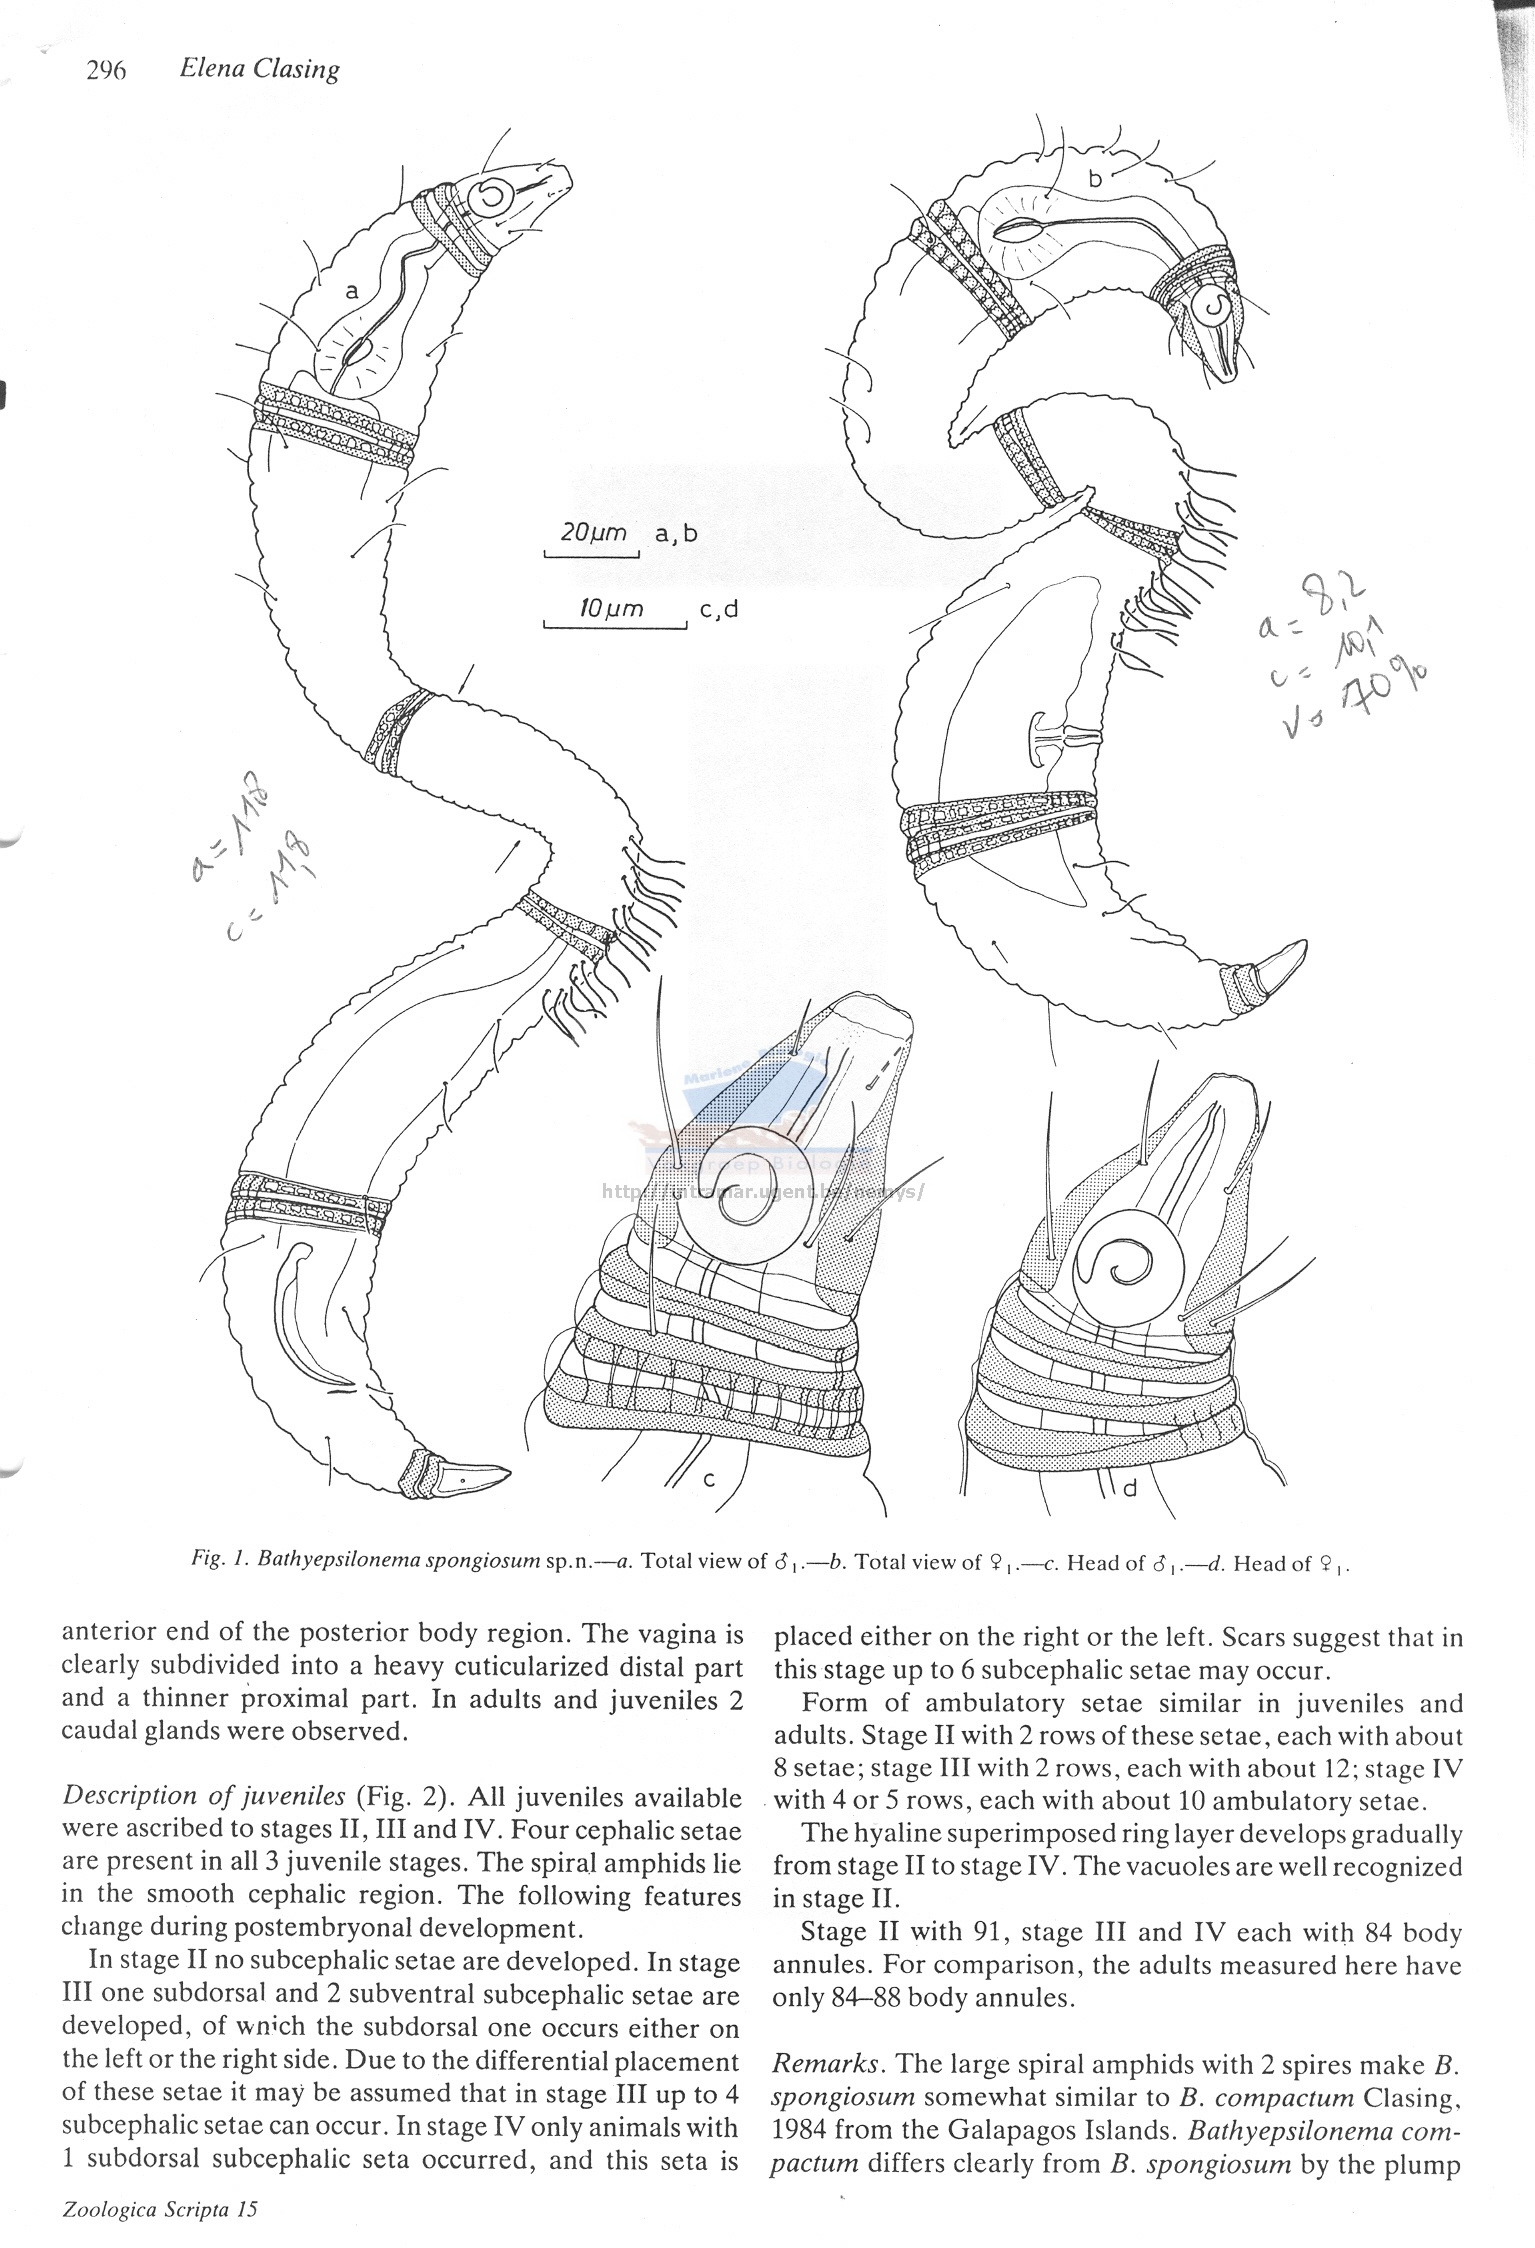 296 Elena Clasing
a
b
20µm a,b
10µm c,d
a = 8,2
c = 10,1
V = 70%
a = 11,8
c = 11,8
Mariene Biologie
Vakgroep Biologie
http://intramar.ugent.be/nemys/
c
d
Fig. 1. Bathyepsilonema spongiosum sp.n.—a. Total view of ♂₁.—b. Total view of ♀₁.—c. Head of ♂₁.—d. Head of ♀₁.
anterior end of the posterior body region. The vagina is
clearly subdivided into a heavy cuticularized distal part
and a thinner proximal part. In adults and juveniles 2
caudal glands were observed.
Description of juveniles (Fig. 2). All juveniles available
were ascribed to stages II, III and IV. Four cephalic setae
are present in all 3 juvenile stages. The spiral amphids lie
in the smooth cephalic region. The following features
change during postembryonal development.
In stage II no subcephalic setae are developed. In stage
III one subdorsal and 2 subventral subcephalic setae are
developed, of which the subdorsal one occurs either on
the left or the right side. Due to the differential placement
of these setae it may be assumed that in stage III up to 4
subcephalic setae can occur. In stage IV only animals with
1 subdorsal subcephalic seta occurred, and this seta is
placed either on the right or the left. Scars suggest that in
this stage up to 6 subcephalic setae may occur.
Form of ambulatory setae similar in juveniles and
adults. Stage II with 2 rows of these setae, each with about
8 setae; stage III with 2 rows, each with about 12; stage IV
with 4 or 5 rows, each with about 10 ambulatory setae.
The hyaline superimposed ring layer develops gradually
from stage II to stage IV. The vacuoles are well recognized
in stage II.
Stage II with 91, stage III and IV each with 84 body
annules. For comparison, the adults measured here have
only 84–88 body annules.
Remarks. The large spiral amphids with 2 spires make B.
spongiosum somewhat similar to B. compactum Clasing,
1984 from the Galapagos Islands. Bathyepsilonema com-
pactum differs clearly from B. spongiosum by the plump
Zoologica Scripta 15